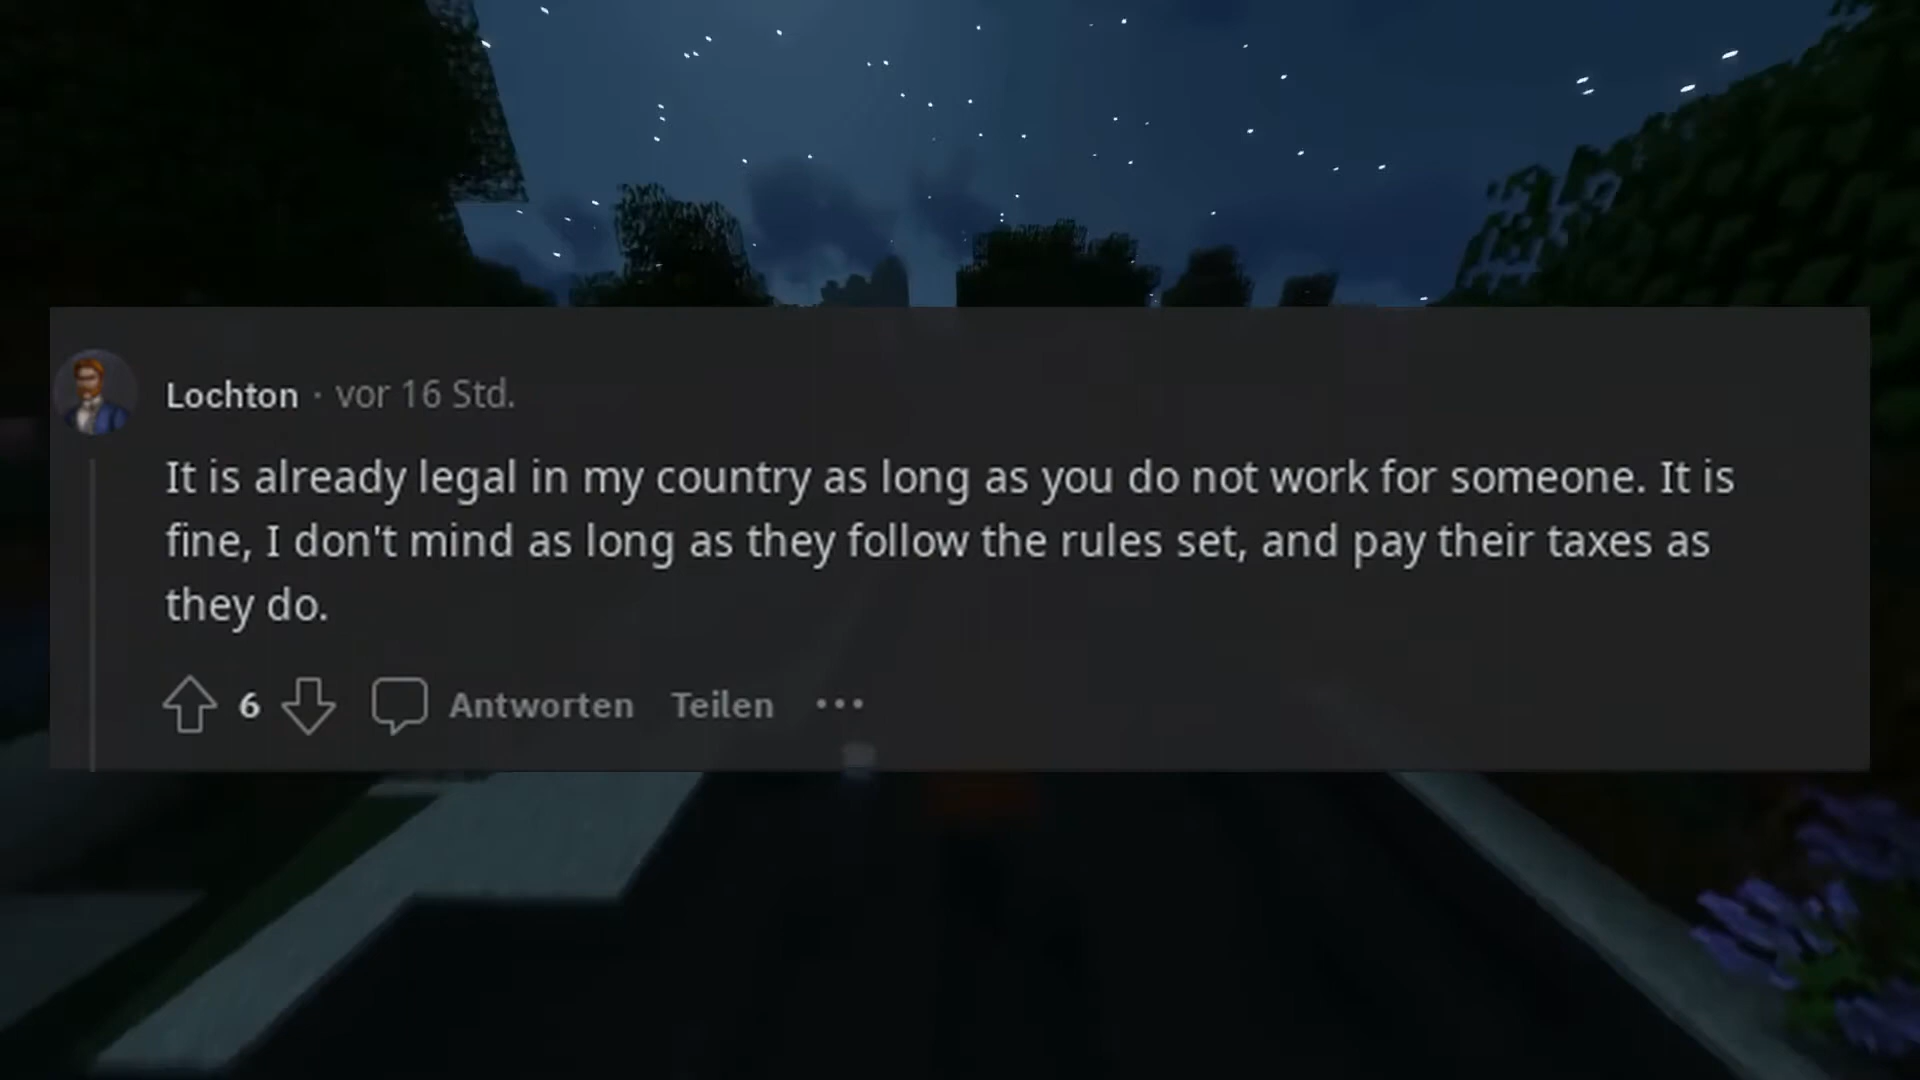 Lochton · vor 16 Std.
It is already legal in my country as long as you do not work for someone. It is
fine, I don't mind as long as they follow the rules set, and pay their taxes as
they do.
6 Antworten Teilen •••